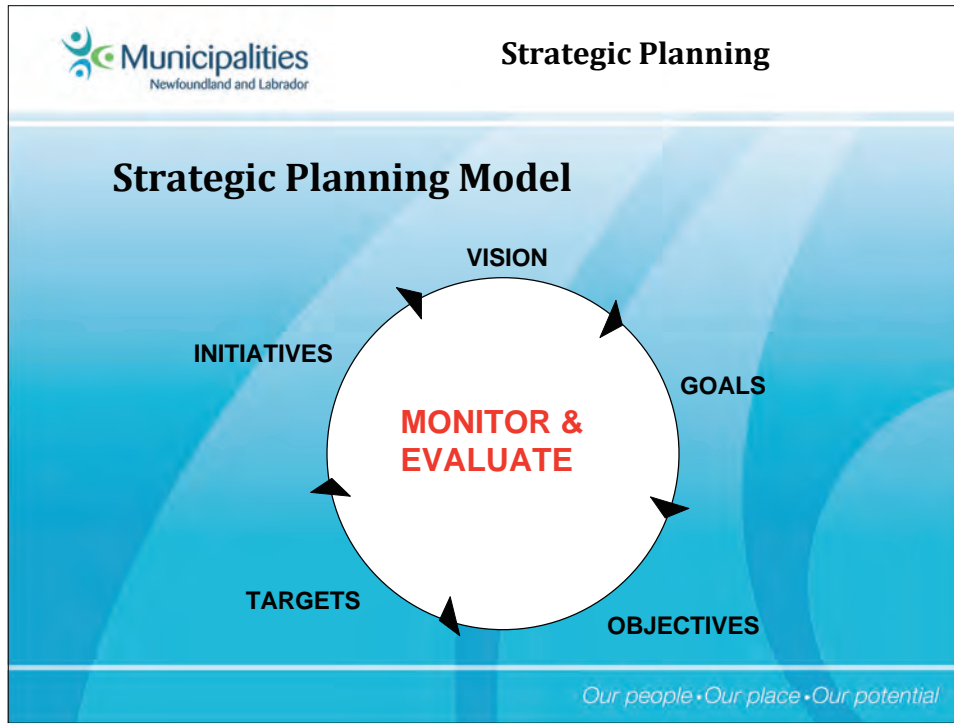 Municipalities
Newfoundland and Labrador
Strategic Planning
Strategic Planning Model
VISION
INITIATIVES
GOALS
MONITOR &
EVALUATE
TARGETS
OBJECTIVES
Our people•Our place•Our potential